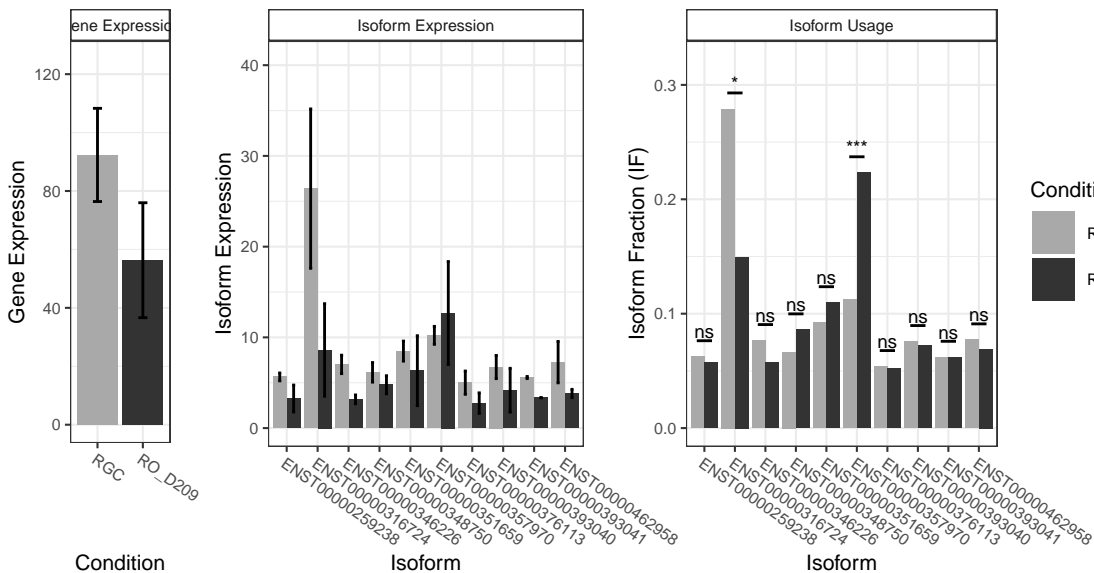 ene Expressio
Isoform Expression
Isoform Usage
Gene Expression
120
80
40
0
RGC
RO_D209
Condition
Isoform Expression
40
30
20
10
0
ENST00000259238
ENST00000316724
ENST00000346226
ENST00000348750
ENST00000351659
ENST00000357970
ENST00000376113
ENST00000393040
ENST00000393041
ENST00000462958
Isoform
Isoform Fraction (IF)
0.3
0.2
0.1
0.0
ns
*
ns
ns
ns
***
ns
ns
ns
ns
ENST00000259238
ENST00000316724
ENST00000346226
ENST00000348750
ENST00000351659
ENST00000357970
ENST00000376113
ENST00000393040
ENST00000393041
ENST00000462958
Isoform
Conditi
R
R